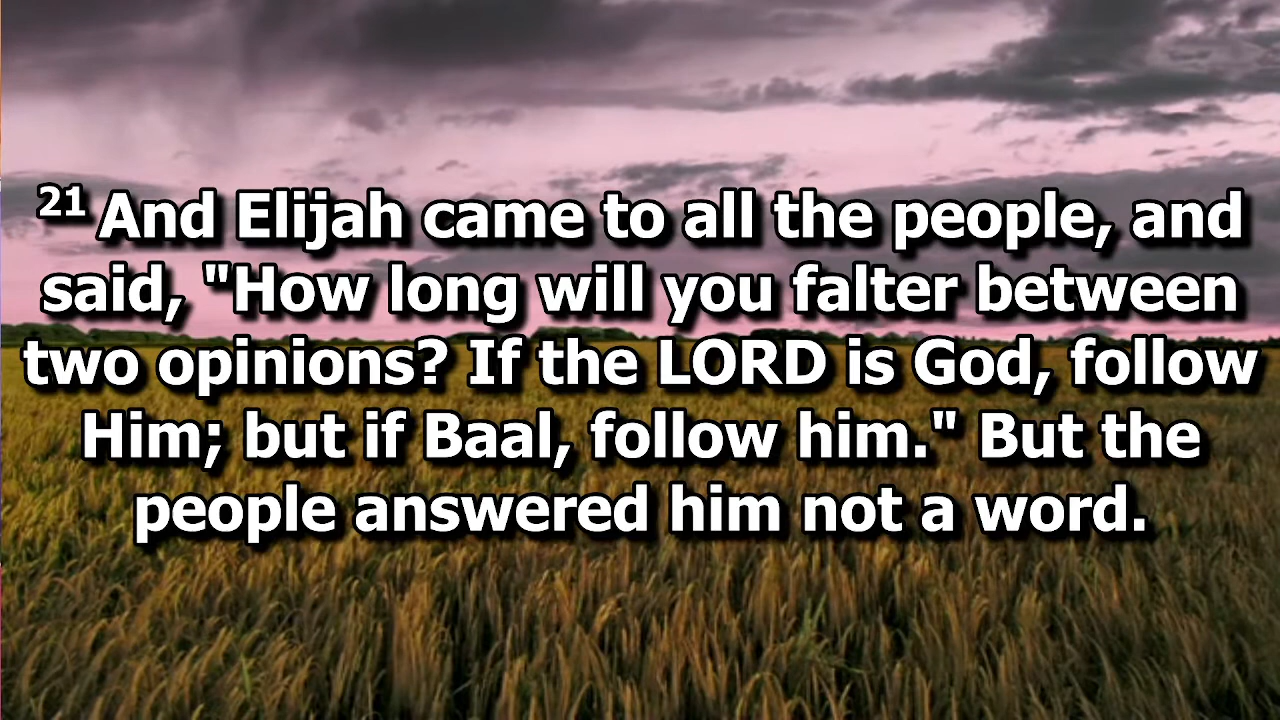 21 And Elijah came to all the people, and
said, "How long will you falter between
two opinions? If the LORD is God, follow
Him; but if Baal, follow him." But the
people answered him not a word.